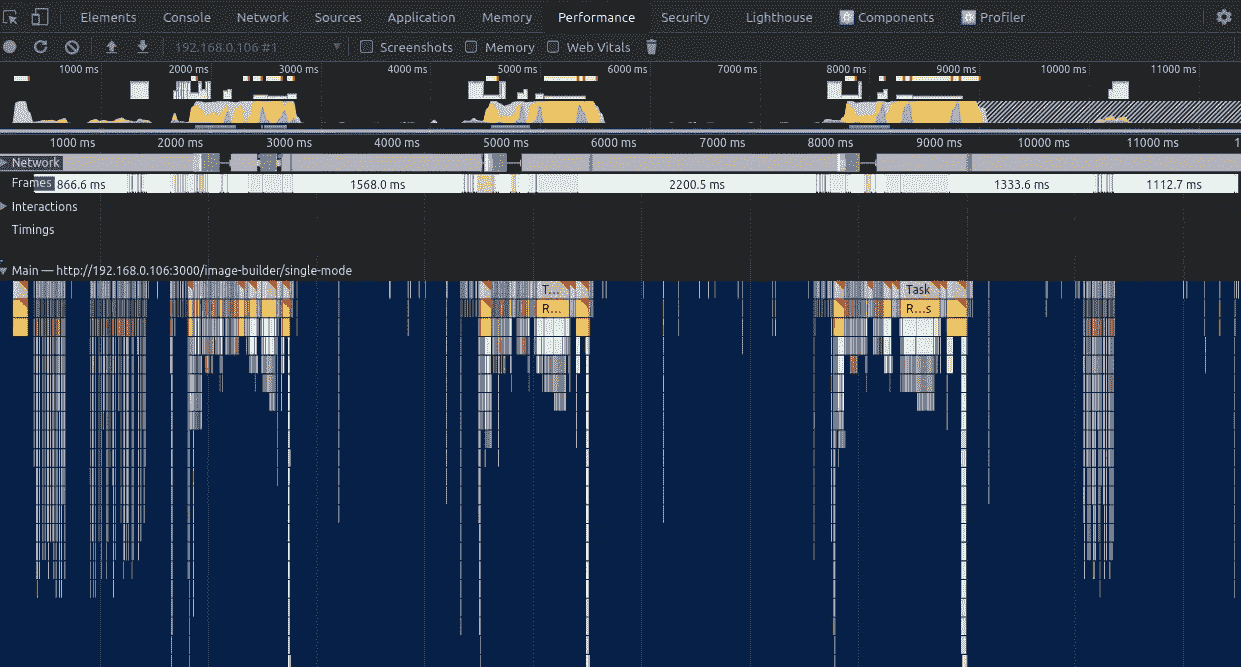 Elements Console Network Sources Application Memory Performance Security Lighthouse Components Profiler
192.168.0.106 #1 Screenshots Memory Web Vitals
1000 ms 2000 ms 3000 ms 4000 ms 5000 ms 6000 ms 7000 ms 8000 ms 9000 ms 10000 ms 11000 ms
1000 ms 2000 ms 3000 ms 4000 ms 5000 ms 6000 ms 7000 ms 8000 ms 9000 ms 10000 ms 11000 ms 1
Network
Frames 866.6 ms 1568.0 ms 2200.5 ms 1333.6 ms 1112.7 ms
Interactions
Timings
Main — http://192.168.0.106:3000/image-builder/single-mode
T... Task
R... R...s